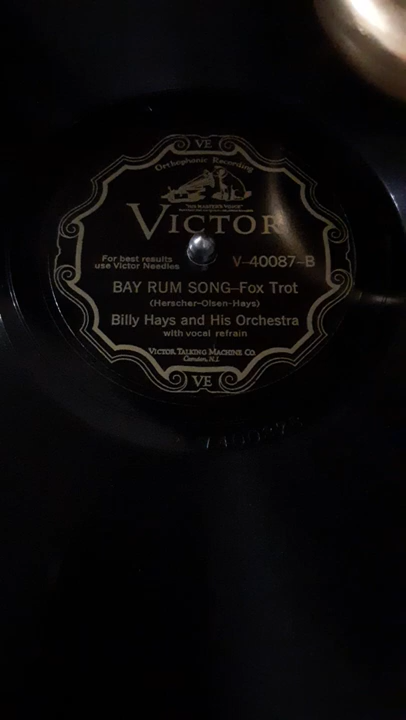 VE
Orthophonic Recording
"HIS MASTER'S VOICE"
VICTOR
For best results
use Victor Needles
V-40087-B
BAY RUM SONG-Fox Trot
(Herscher-Olsen-Hays)
Billy Hays and His Orchestra
with vocal refrain
VICTOR TALKING MACHINE CO.
Camden, N.J.
VE